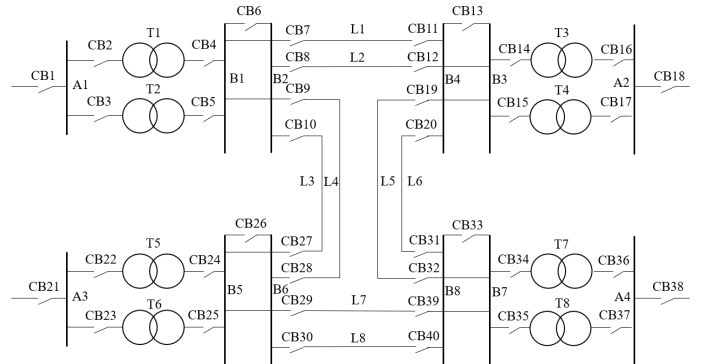 CB6
CB13
T1
CB7
L1
CB11
T3
CB2
CB4
CB14
CB16
CB8
L2
CB12
CB1
A1
T2
B1
B2
B4
B3
T4
A2
CB18
CB9
CB19
CB3
CB5
CB15
CB17
CB10
CB20
L3
L4
L5
L6
CB26
CB33
T5
CB27
CB31
T7
CB22
CB24
CB34
CB36
CB28
CB32
CB21
A3
T6
B5
B6
B8
B7
T8
A4
CB38
CB29
L7
CB39
CB23
CB25
CB35
CB37
CB30
L8
CB40